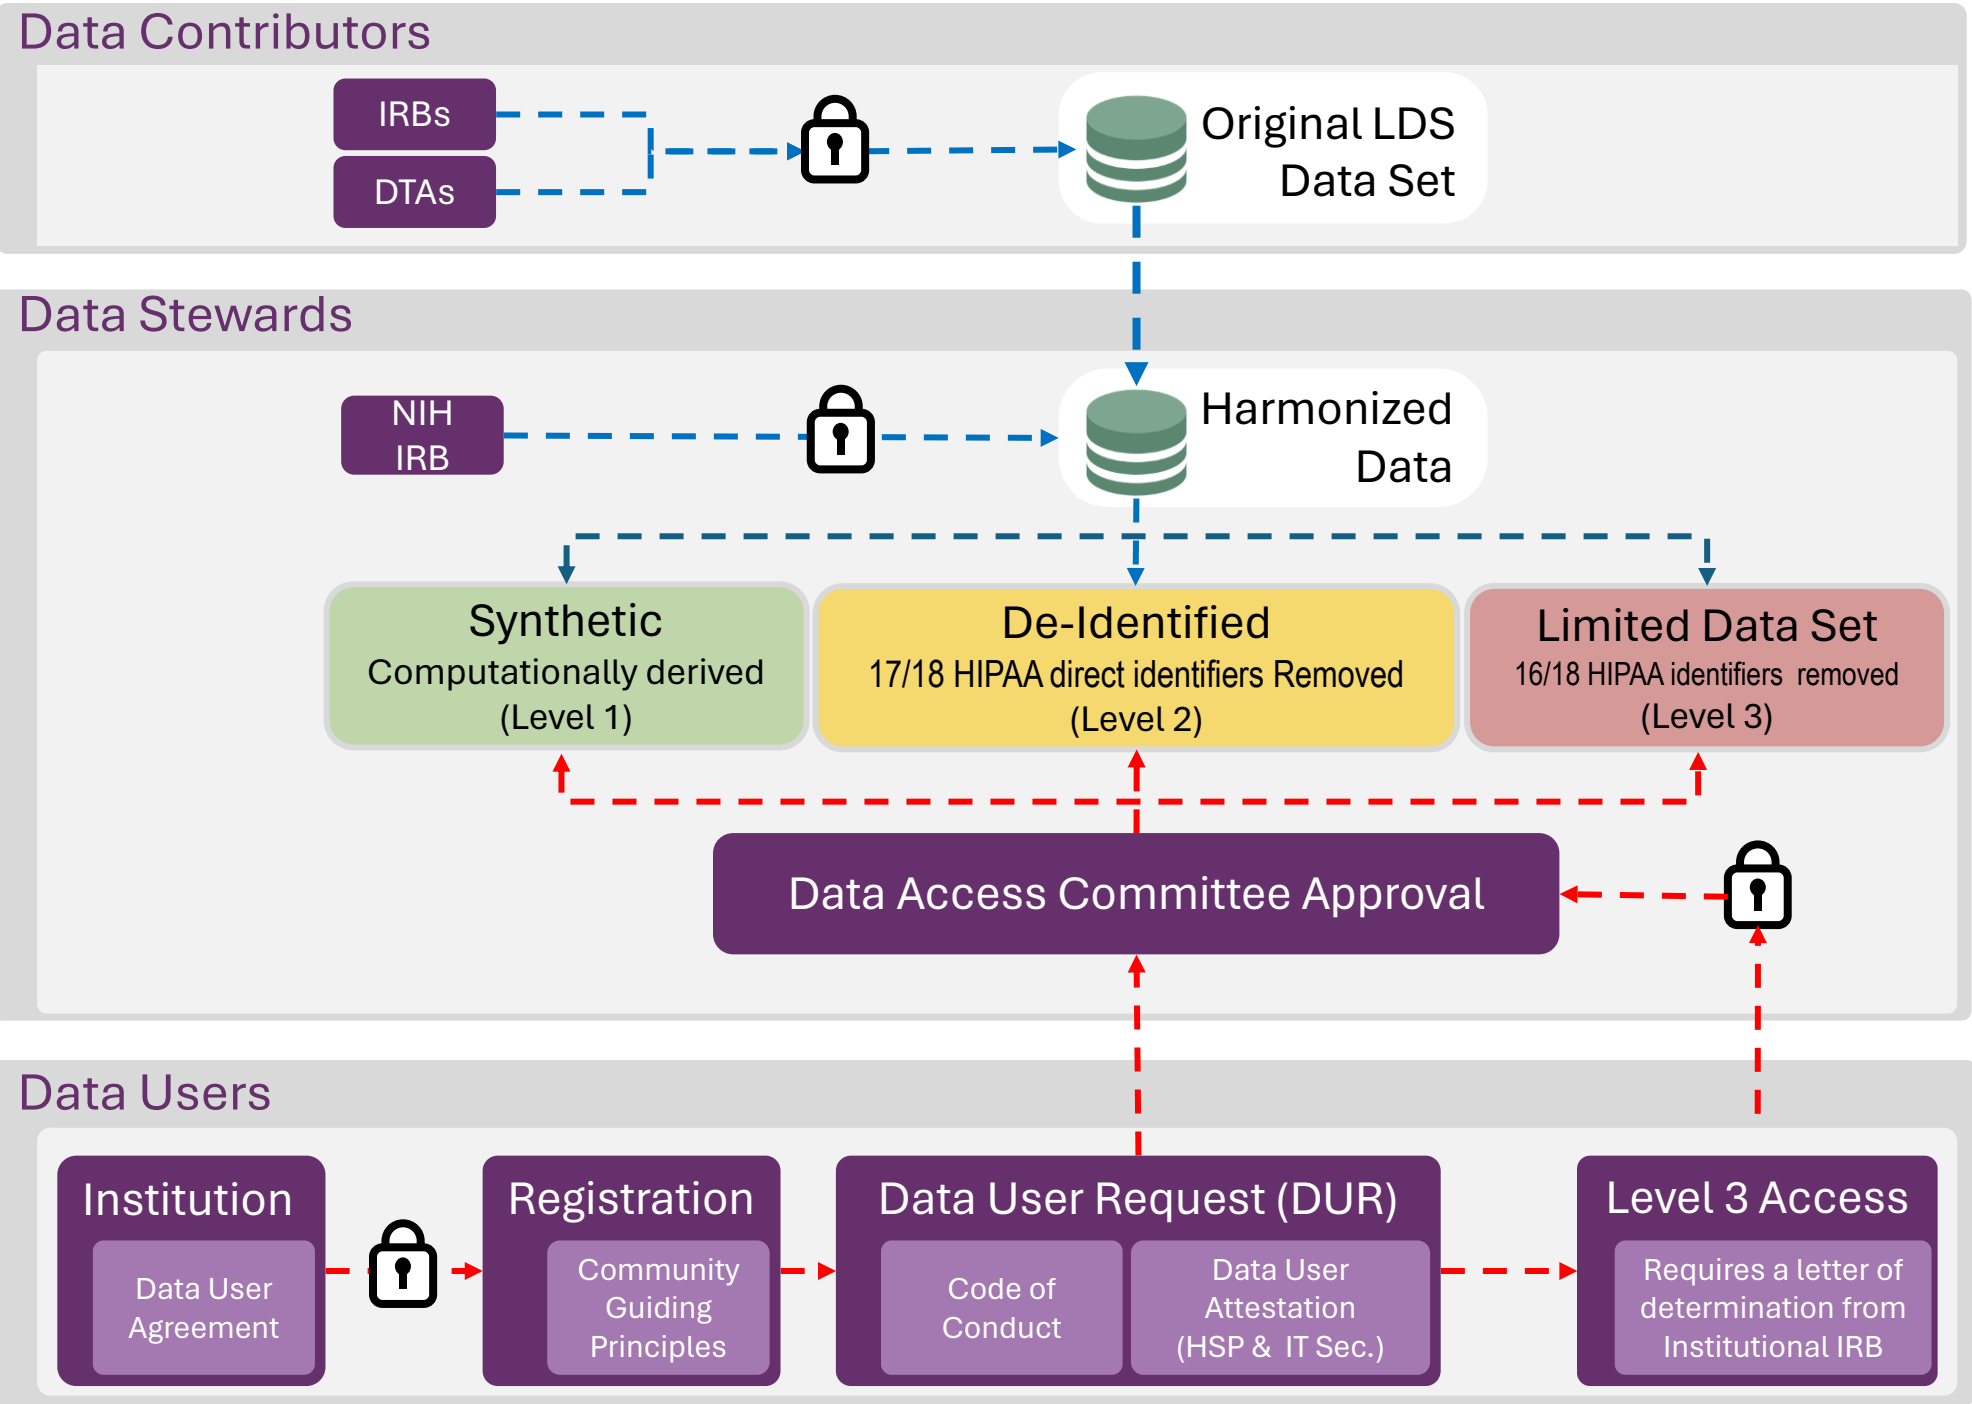 Data Contributors
IRBs
DTAs
Original LDS
Data Set
Data Stewards
NIH
IRB
Harmonized
Data
Synthetic
Computationally derived
(Level 1)
De-Identified
17/18 HIPAA direct identifiers Removed
(Level 2)
Limited Data Set
16/18 HIPAA identifiers removed
(Level 3)
Data Access Committee Approval
Data Users
Institution
Data User
Agreement
Registration
Community
Guiding
Principles
Data User Request (DUR)
Code of
Conduct
Data User
Attestation
(HSP & IT Sec.)
Level 3 Access
Requires a letter of
determination from
Institutional IRB